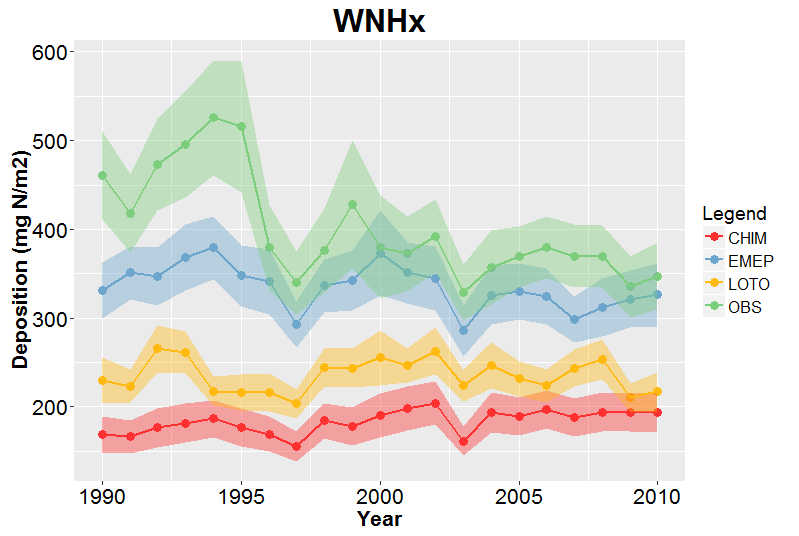 WNHx
600
500
400
300
200
Deposition (mg N/m2)
1990 1995 2000 2005 2010
Year
Legend
CHIM
EMEP
LOTO
OBS